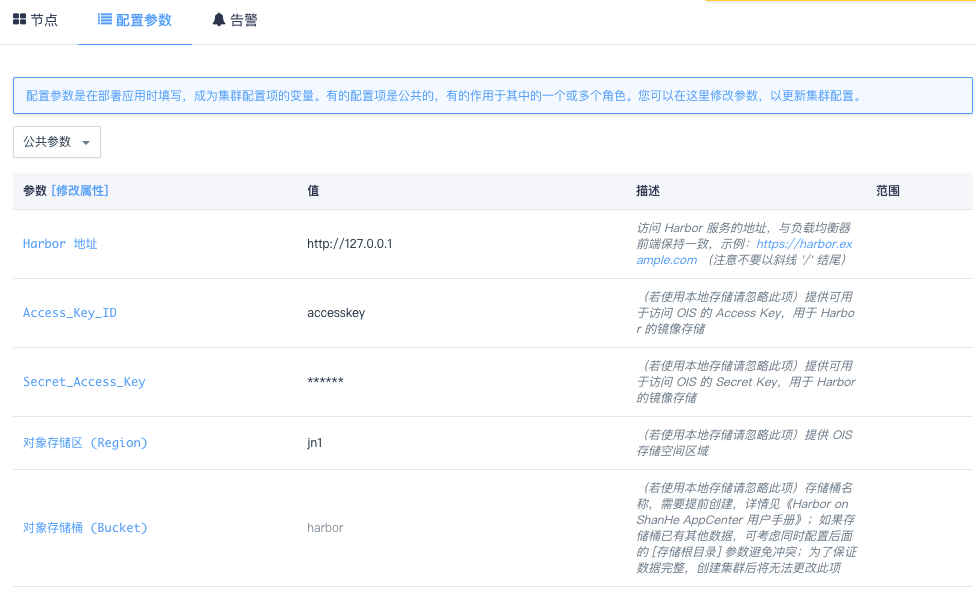 节点 配置参数 告警
配置参数是在部署应用时填写，成为集群配置项的变量。有的配置项是公共的，有的作用于其中的一个或多个角色。您可以在这里修改参数，以更新集群配置。
公共参数
参数 [修改属性] 值 描述 范围
Harbor 地址 http://127.0.0.1
访问 Harbor 服务的地址，与负载均衡器
前端保持一致，示例：https://harbor.ex
ample.com （注意不要以斜线 '/' 结尾）
Access_Key_ID accesskey
（若使用本地存储请忽略此项）提供可用
于访问 OIS 的 Access Key，用于 Harbo
r 的镜像存储
Secret_Access_Key ******
（若使用本地存储请忽略此项）提供可用
于访问 OIS 的 Secret Key，用于 Harbor
的镜像存储
对象存储区 (Region) jn1
（若使用本地存储请忽略此项）提供 OIS
存储空间区域
对象存储桶 (Bucket) harbor
（若使用本地存储请忽略此项）存储桶名
称，需要提前创建，详情见《Harbor on
ShanHe AppCenter 用户手册》；如果存
储桶已有其他数据，可考虑同时配置后面
的 [存储根目录] 参数避免冲突；为了保证
数据完整，创建集群后将无法更改此项